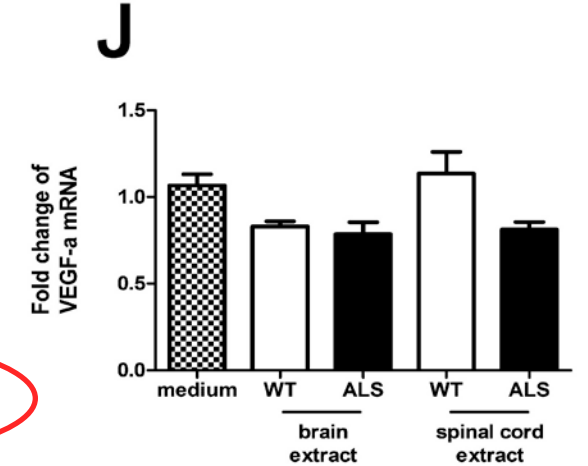 J
Fold change of
VEGF-a mRNA
1.5
1.0
0.5
0.0
medium WT ALS WT ALS
brain spinal cord
extract extract